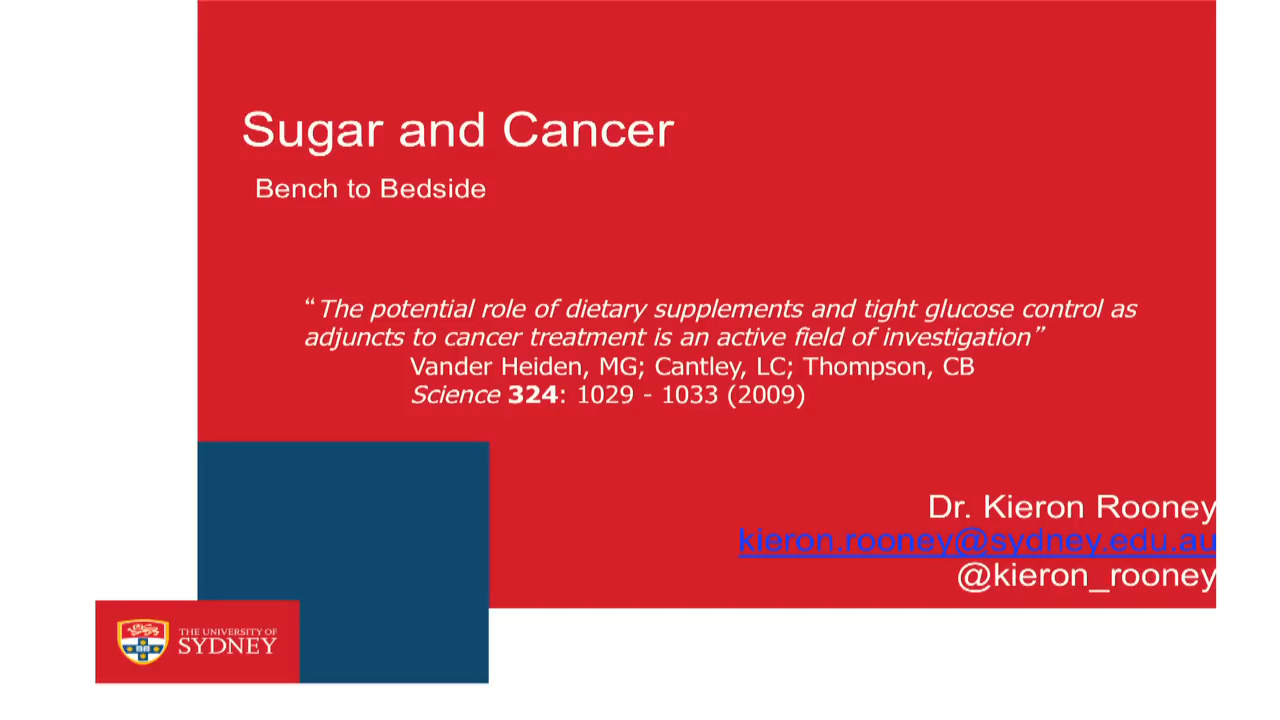 Sugar and Cancer
Bench to Bedside
“The potential role of dietary supplements and tight glucose control as
adjuncts to cancer treatment is an active field of investigation”
Vander Heiden, MG; Cantley, LC; Thompson, CB
Science 324: 1029 - 1033 (2009)
Dr. Kieron Rooney
kieron.rooney@sydney.edu.au
@kieron_rooney
THE UNIVERSITY OF
SYDNEY